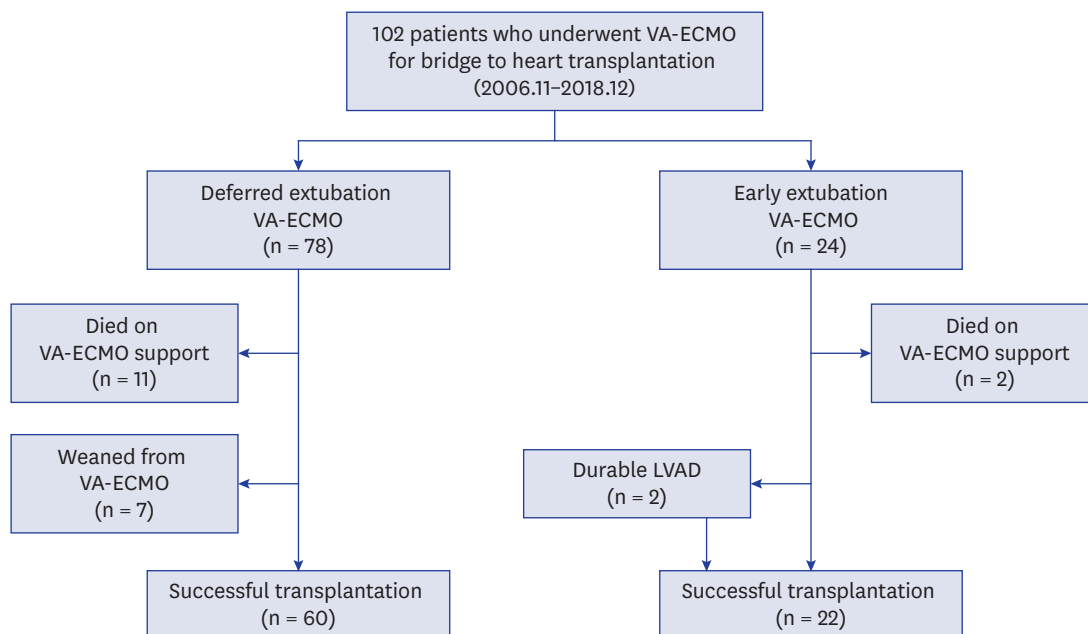 102 patients who underwent VA-ECMO
for bridge to heart transplantation
(2006.11–2018.12)
Deferred extubation
VA-ECMO
(n = 78)
Early extubation
VA-ECMO
(n = 24)
Died on
VA-ECMO support
(n = 11)
Died on
VA-ECMO support
(n = 2)
Weaned from
VA-ECMO
(n = 7)
Durable LVAD
(n = 2)
Successful transplantation
(n = 60)
Successful transplantation
(n = 22)